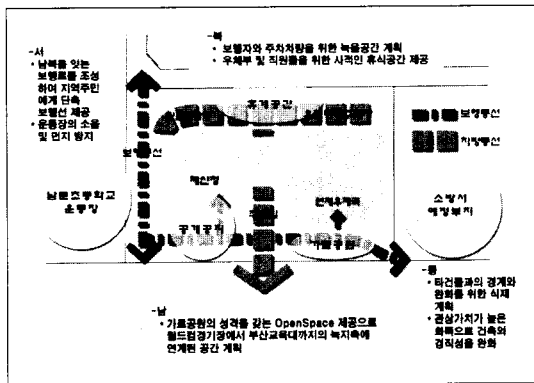 -북
• 보행자와 주차차량을 위한 녹음공간 계획
• 우체부 및 직원들을 위한 사적인 휴식공간 제공
-서
• 남북을 잇는
보행로를 조성
하여 지역주민
에게 단축
보행선 제공
• 운동장의 소음
및 먼지 방지
휴게공간
보행동선
차량동선
보행동선
남문초등학교
운동장
소방서
예정부지
공개공원
가로공원
-남
• 가로공원의 성격을 갖는 OpenSpace 제공으로
월드컵경기장에서 부산교육대까지의 녹지축에
연계된 공간 계획
-동
• 타건물과의 경계와
완화를 위한 식재
계획
• 관상가치가 높은
화목으로 건축의
경직성을 완화